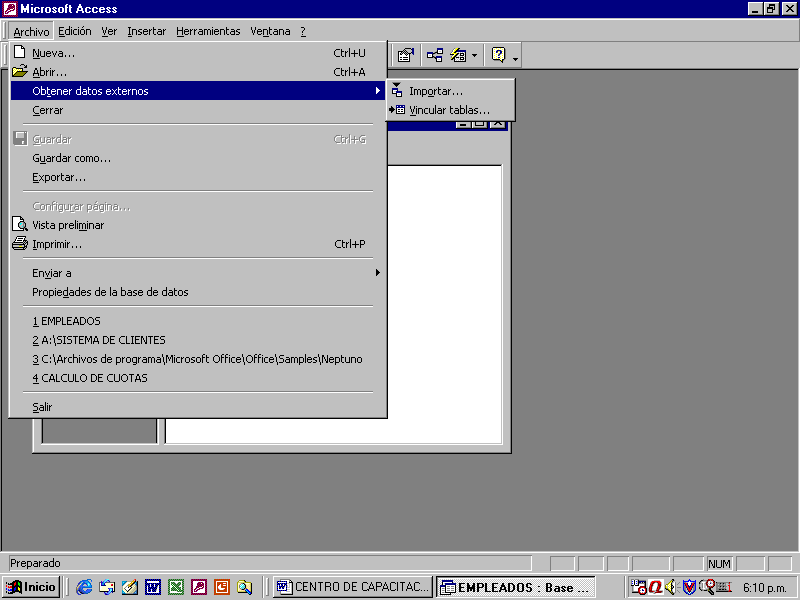 Microsoft Access
Archivo Edición Ver Insertar Herramientas Ventana ?
Nueva... Ctrl+U
Abrir... Ctrl+A
Obtener datos externos
Importar...
Cerrar
Vincular tablas...
Guardar Ctrl+G
Guardar como...
Exportar...
Configurar página...
Vista preliminar
Imprimir... Ctrl+P
Enviar a
Propiedades de la base de datos
1 EMPLEADOS
2 A:\SISTEMA DE CLIENTES
3 C:\Archivos de programa\Microsoft Office\Office\Samples\Neptuno
4 CALCULO DE CUOTAS
Salir
Preparado NUM
Inicio CENTRO DE CAPACITAC... EMPLEADOS : Base ... 6:10 p.m.